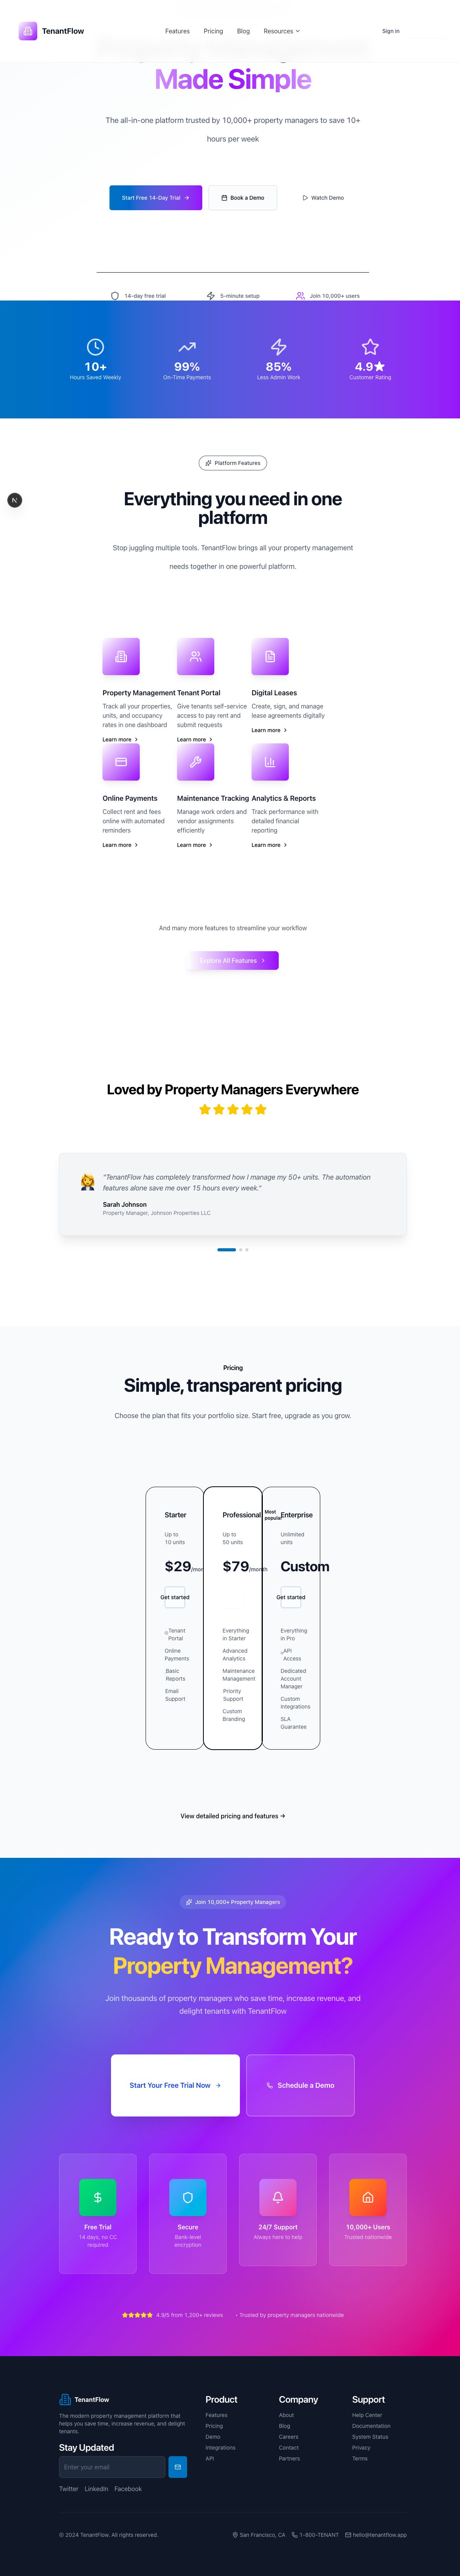 TenantFlow
Features Pricing Blog Resources
Sign in
Made Simple
The all-in-one platform trusted by 10,000+ property managers to save 10+
hours per week
Start Free 14-Day Trial
Book a Demo
Watch Demo
14-day free trial
5-minute setup
Join 10,000+ users
10+
Hours Saved Weekly
99%
On-Time Payments
85%
Less Admin Work
4.9★
Customer Rating
Platform Features
N
Everything you need in one
platform
Stop juggling multiple tools. TenantFlow brings all your property management
needs together in one powerful platform.
Property Management
Track all your properties,
units, and occupancy
rates in one dashboard
Learn more
Tenant Portal
Give tenants self-service
access to pay rent and
submit requests
Learn more
Digital Leases
Create, sign, and manage
lease agreements digitally
Learn more
Online Payments
Collect rent and fees
online with automated
reminders
Learn more
Maintenance Tracking
Manage work orders and
vendor assignments
efficiently
Learn more
Analytics & Reports
Track performance with
detailed financial
reporting
Learn more
And many more features to streamline your workflow
Explore All Features
Loved by Property Managers Everywhere
"TenantFlow has completely transformed how I manage my 50+ units. The automation
features alone save me over 15 hours every week."
Sarah Johnson
Property Manager, Johnson Properties LLC
Pricing
Simple, transparent pricing
Choose the plan that fits your portfolio size. Start free, upgrade as you grow.
Starter
Up to
10 units
$29/mon
Get started
Tenant
Portal
Online
Payments
Basic
Reports
Email
Support
Professional
Most
popular
Up to
50 units
$79/month
Everything
in Starter
Advanced
Analytics
Maintenance
Management
Priority
Support
Custom
Branding
Enterprise
Unlimited
units
Custom
Get started
Everything
in Pro
API
Access
Dedicated
Account
Manager
Custom
Integrations
SLA
Guarantee
View detailed pricing and features →
Join 10,000+ Property Managers
Ready to Transform Your
Property Management?
Join thousands of property managers who save time, increase revenue, and
delight tenants with TenantFlow
Start Your Free Trial Now
Schedule a Demo
Free Trial
14 days, no CC
required
Secure
Bank-level
encryption
24/7 Support
Always here to help
10,000+ Users
Trusted nationwide
4.9/5 from 1,200+ reviews
• Trusted by property managers nationwide
TenantFlow
The modern property management platform that
helps you save time, increase revenue, and delight
tenants.
Stay Updated
Enter your email
Twitter LinkedIn Facebook
Product
Features
Pricing
Demo
Integrations
API
Company
About
Blog
Careers
Contact
Partners
Support
Help Center
Documentation
System Status
Privacy
Terms
© 2024 TenantFlow. All rights reserved.
San Francisco, CA
1-800-TENANT
hello@tenantflow.app